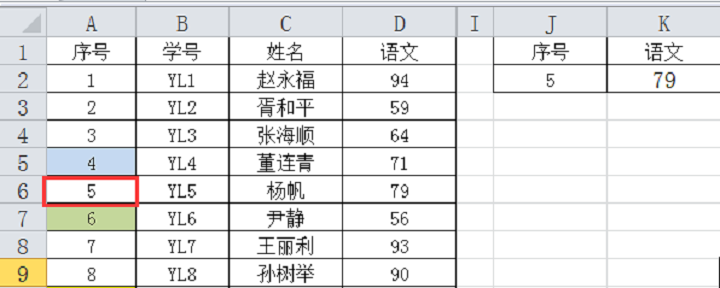 A B C D I J K
1 序号 学号 姓名 语文 序号 语文
2 1 YL1 赵永福 94 5 79
3 2 YL2 胥和平 59
4 3 YL3 张海顺 64
5 4 YL4 董连青 71
6 5 YL5 杨帆 79
7 6 YL6 尹静 56
8 7 YL7 王丽利 93
9 8 YL8 孙树举 90